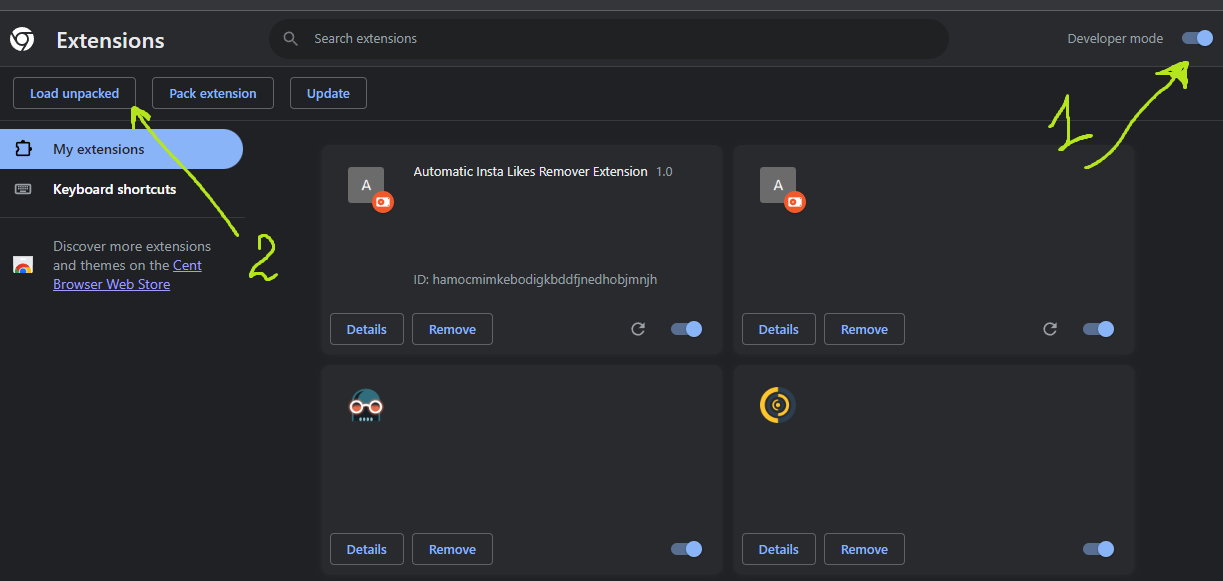 Extensions
Search extensions
Developer mode
Load unpacked
Pack extension
Update
1
My extensions
Keyboard shortcuts
2
Discover more extensions
and themes on the Cent
Browser Web Store
A
Automatic Insta Likes Remover Extension 1.0
ID: hamocmimkebodigkbddfjnedhobjmnjh
Details
Remove
A
Details
Remove
Details
Remove
Details
Remove